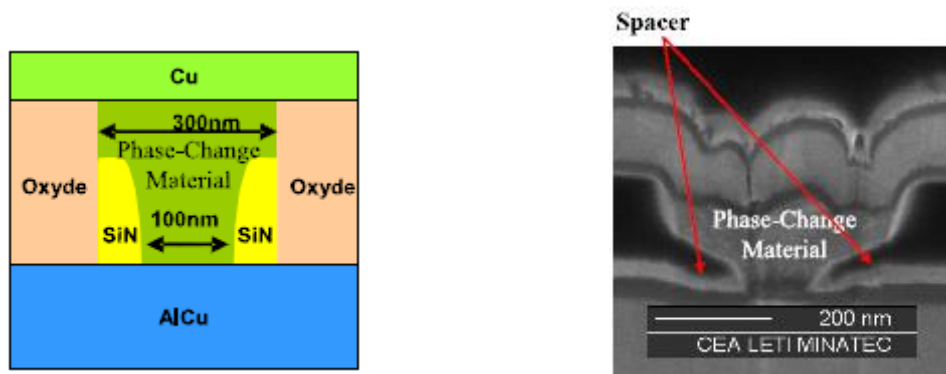 Cu
300nm
Phase-Change
Material
Oxyde
Oxyde
100nm
SiN
SiN
AlCu
Spacer
Phase-Change
Material
200 nm
CEA LETI MINATEC